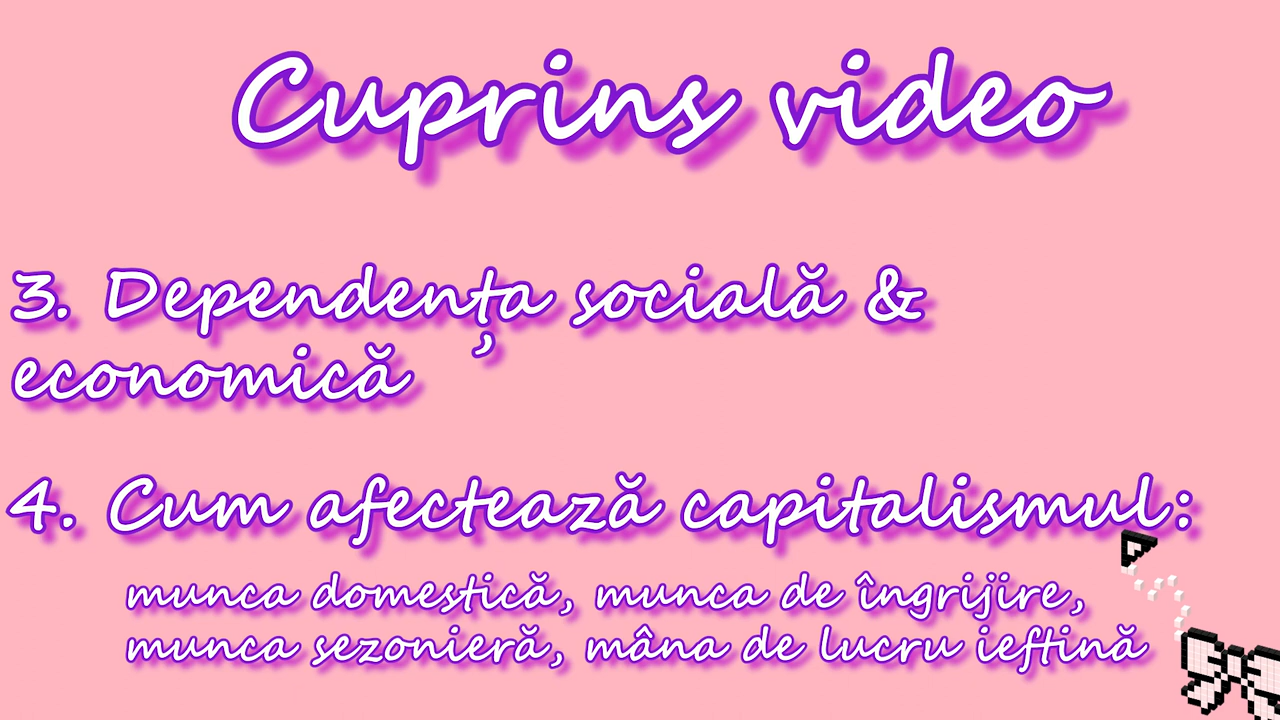 Cuprins video
3. Dependența socială &
economică
4. Cum afectează capitalismul:
munca domestică, munca de îngrijire,
munca sezonieră, mâna de lucru ieftină